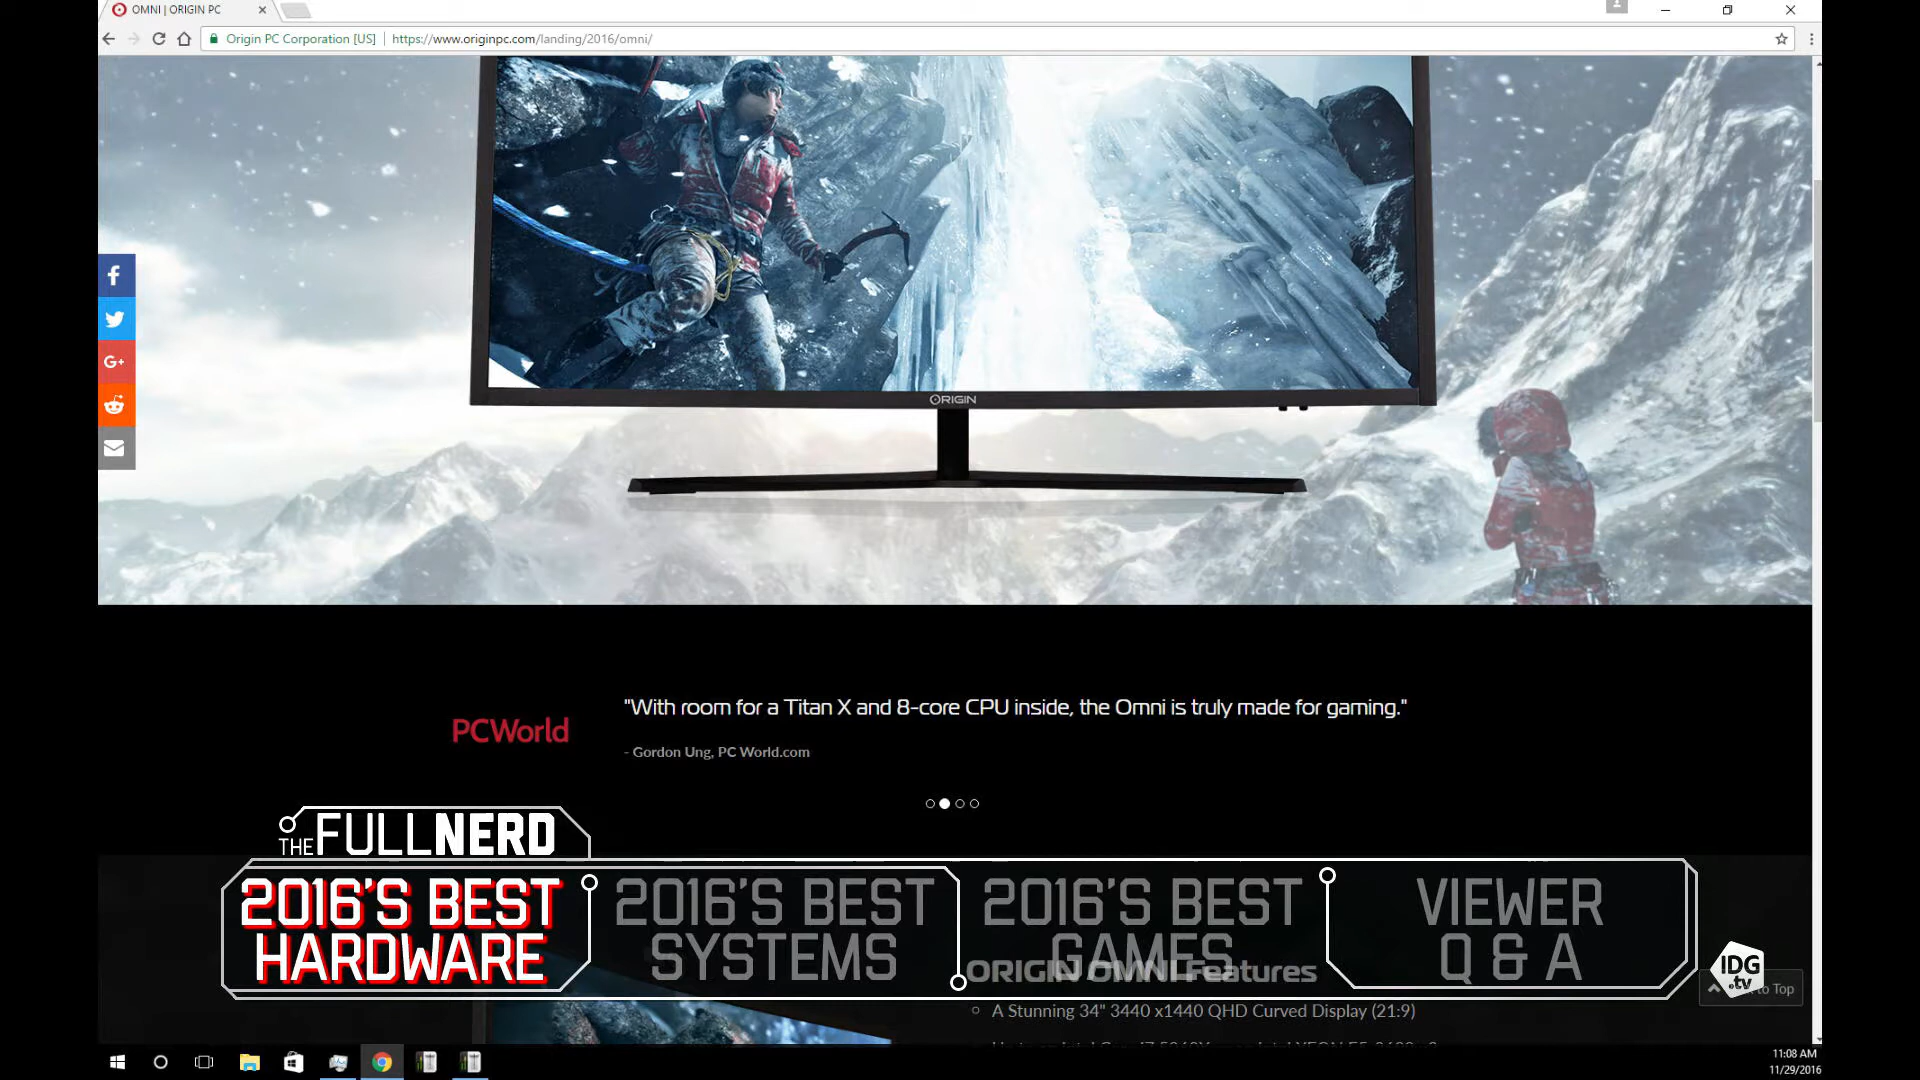 OMNI | ORIGIN PC
Origin PC Corporation [US] | https://www.originpc.com/landing/2016/omni/
f
G+
ORIGIN
PCWorld
"With room for a Titan X and 8-core CPU inside, the Omni is truly made for gaming."
- Gordon Ung, PC World.com
THE FULL NERD
2016'S BEST HARDWARE
2016'S BEST SYSTEMS
2016'S BEST GAMES
VIEWER Q & A
ORIGIN OMNI Features
IDG.tv
to Top
A Stunning 34" 3440 x1440 QHD Curved Display (21:9)
11:08 AM
11/29/2016